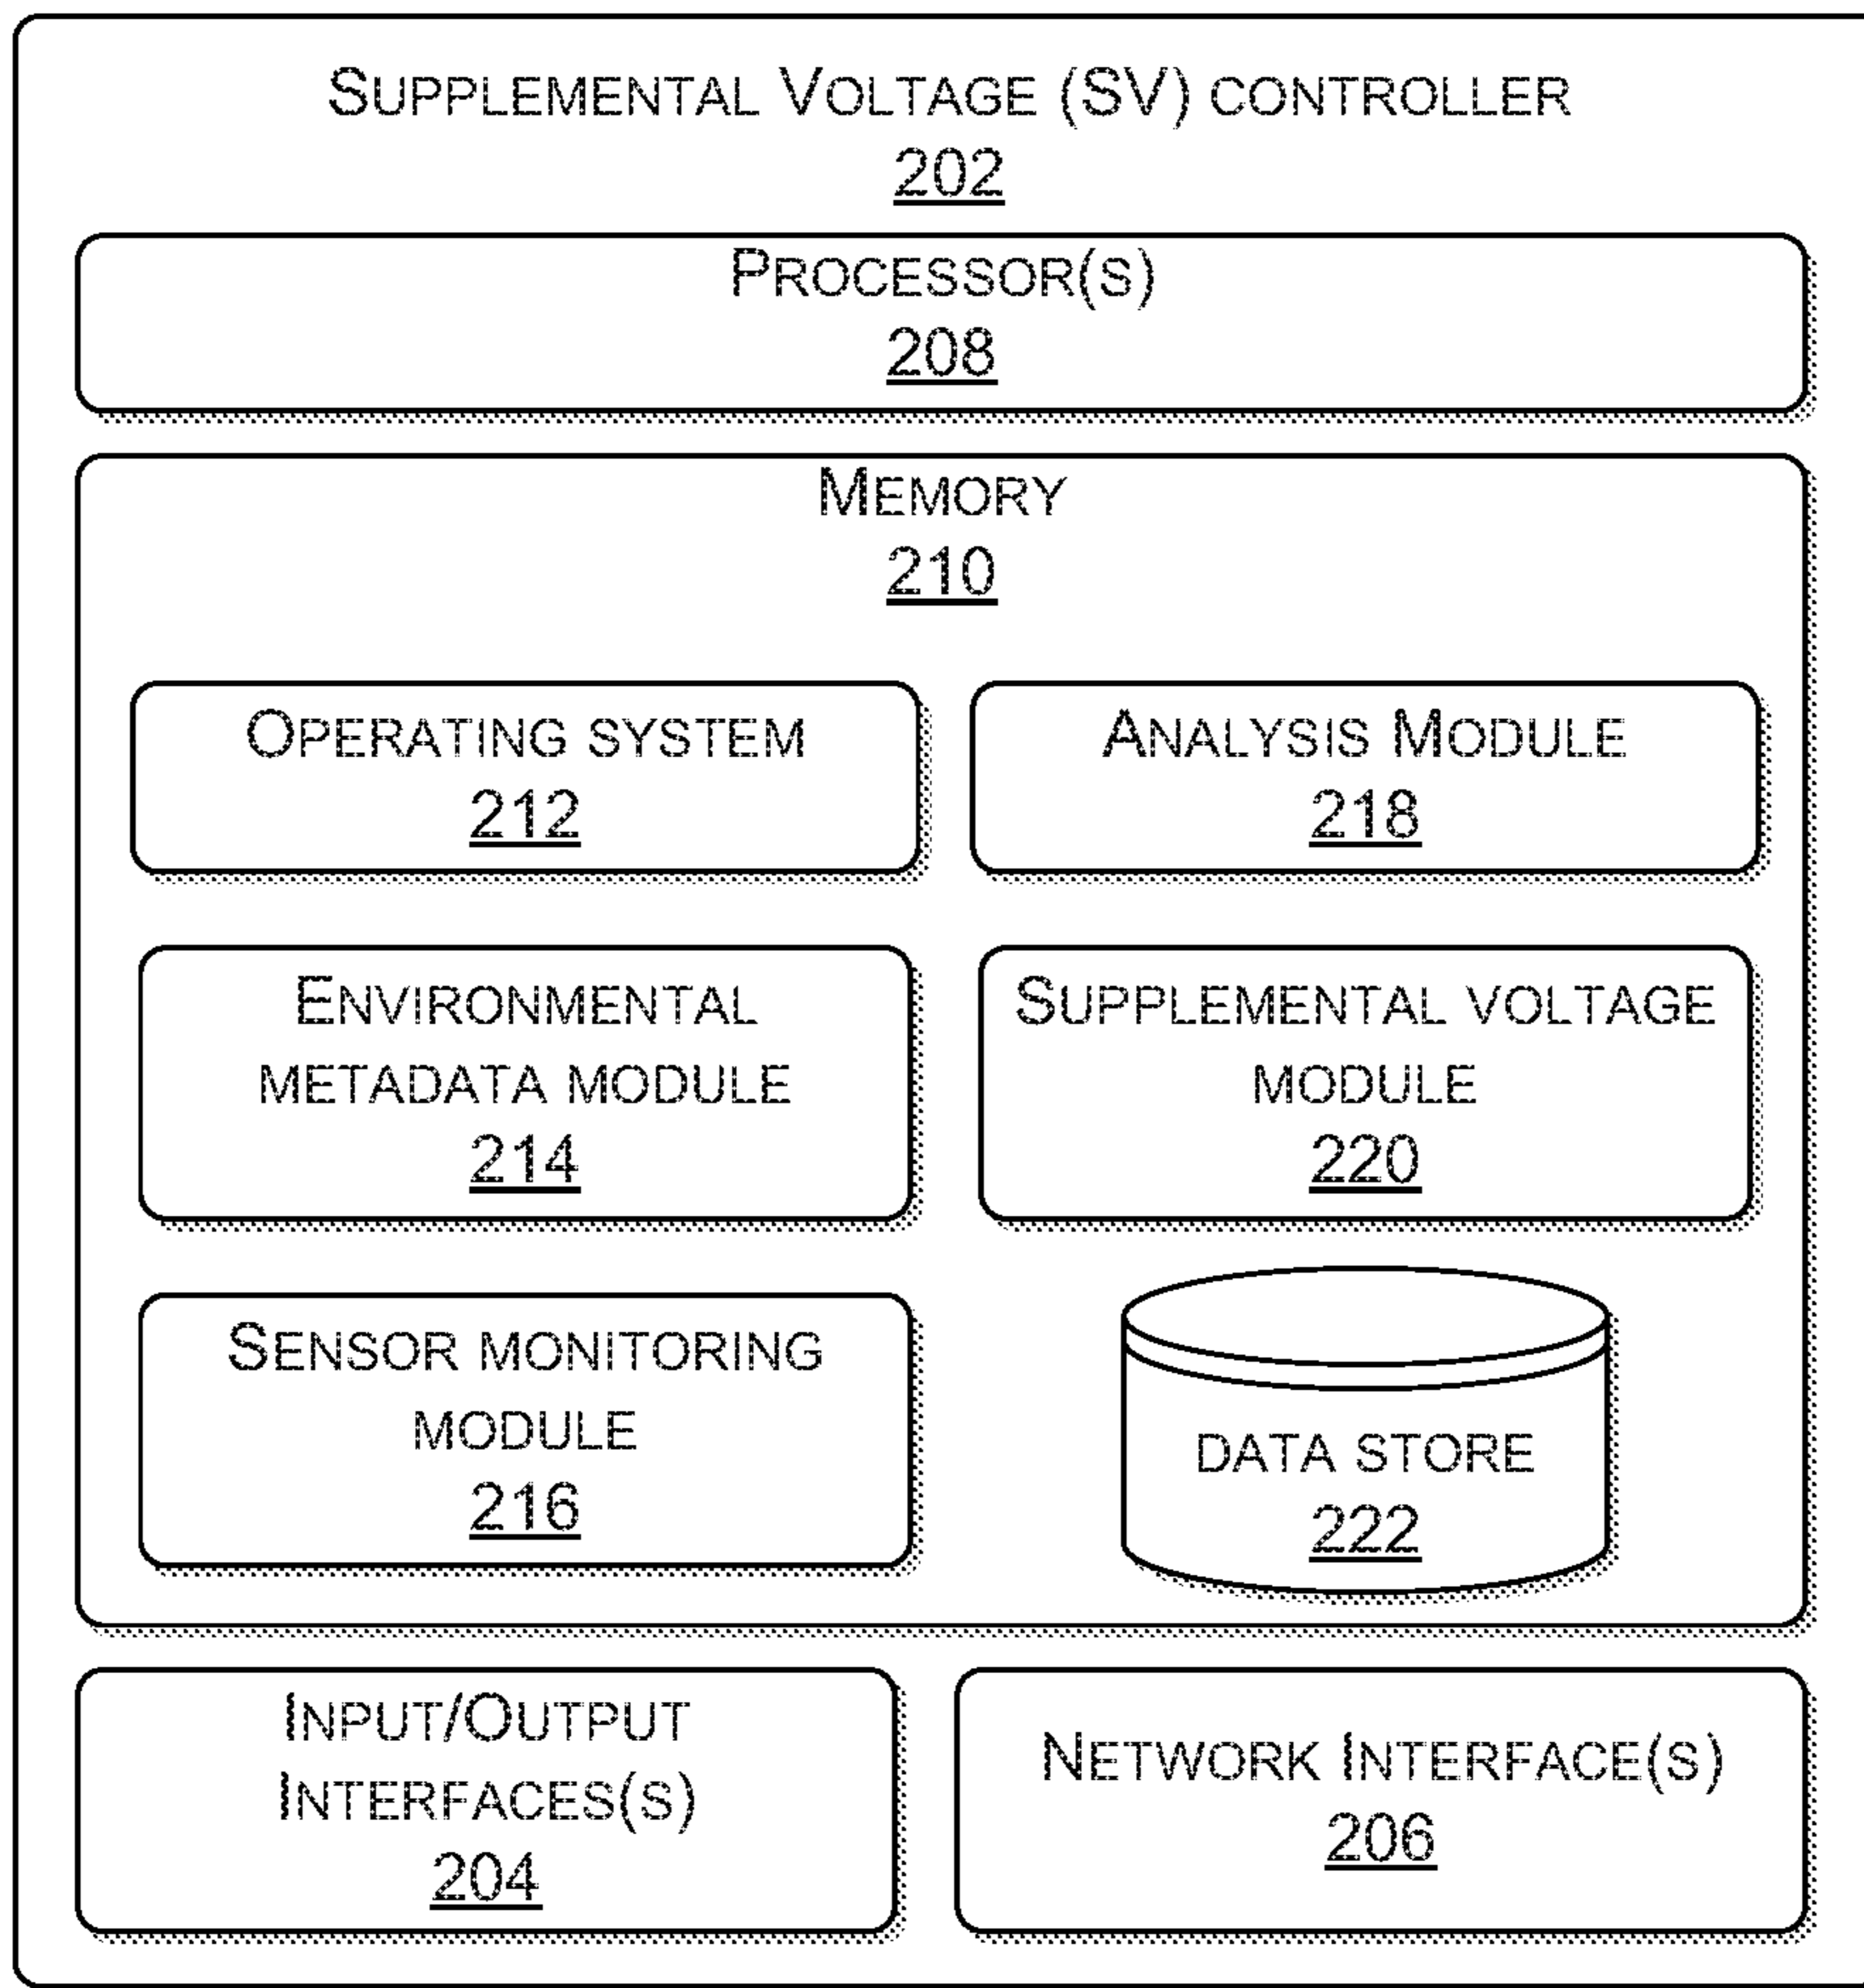 SUPPLEMENTAL VOLTAGE (SV) CONTROLLER
202
PROCESSOR(S)
208
MEMORY
210
OPERATING SYSTEM
212
ANALYSIS MODULE
218
ENVIRONMENTAL
METADATA MODULE
214
SUPPLEMENTAL VOLTAGE
MODULE
220
SENSOR MONITORING
MODULE
216
DATA STORE
222
INPUT/OUTPUT
INTERFACES(S)
204
NETWORK INTERFACE(S)
206